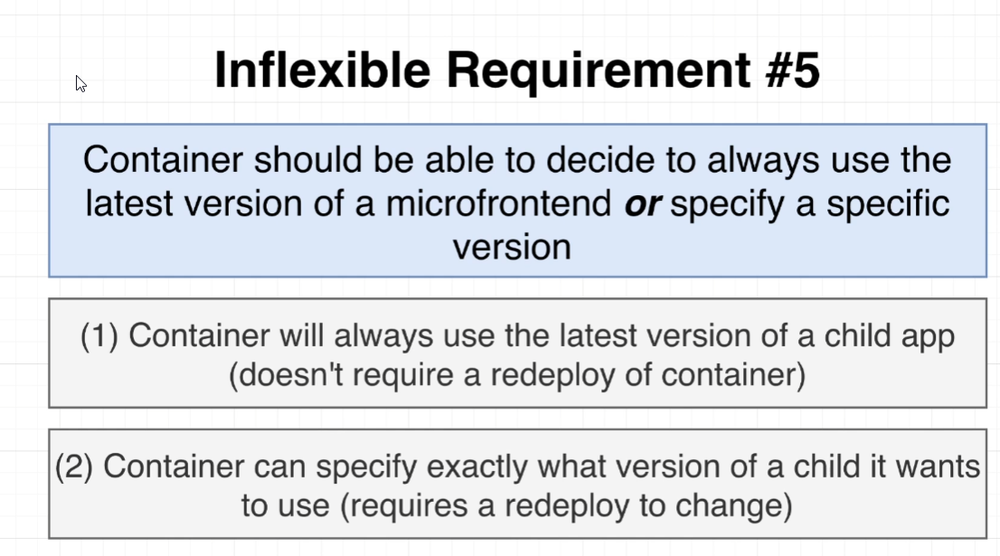 Inflexible Requirement #5
Container should be able to decide to always use the
latest version of a microfrontend or specify a specific
version
(1) Container will always use the latest version of a child app
(doesn't require a redeploy of container)
(2) Container can specify exactly what version of a child it wants
to use (requires a redeploy to change)